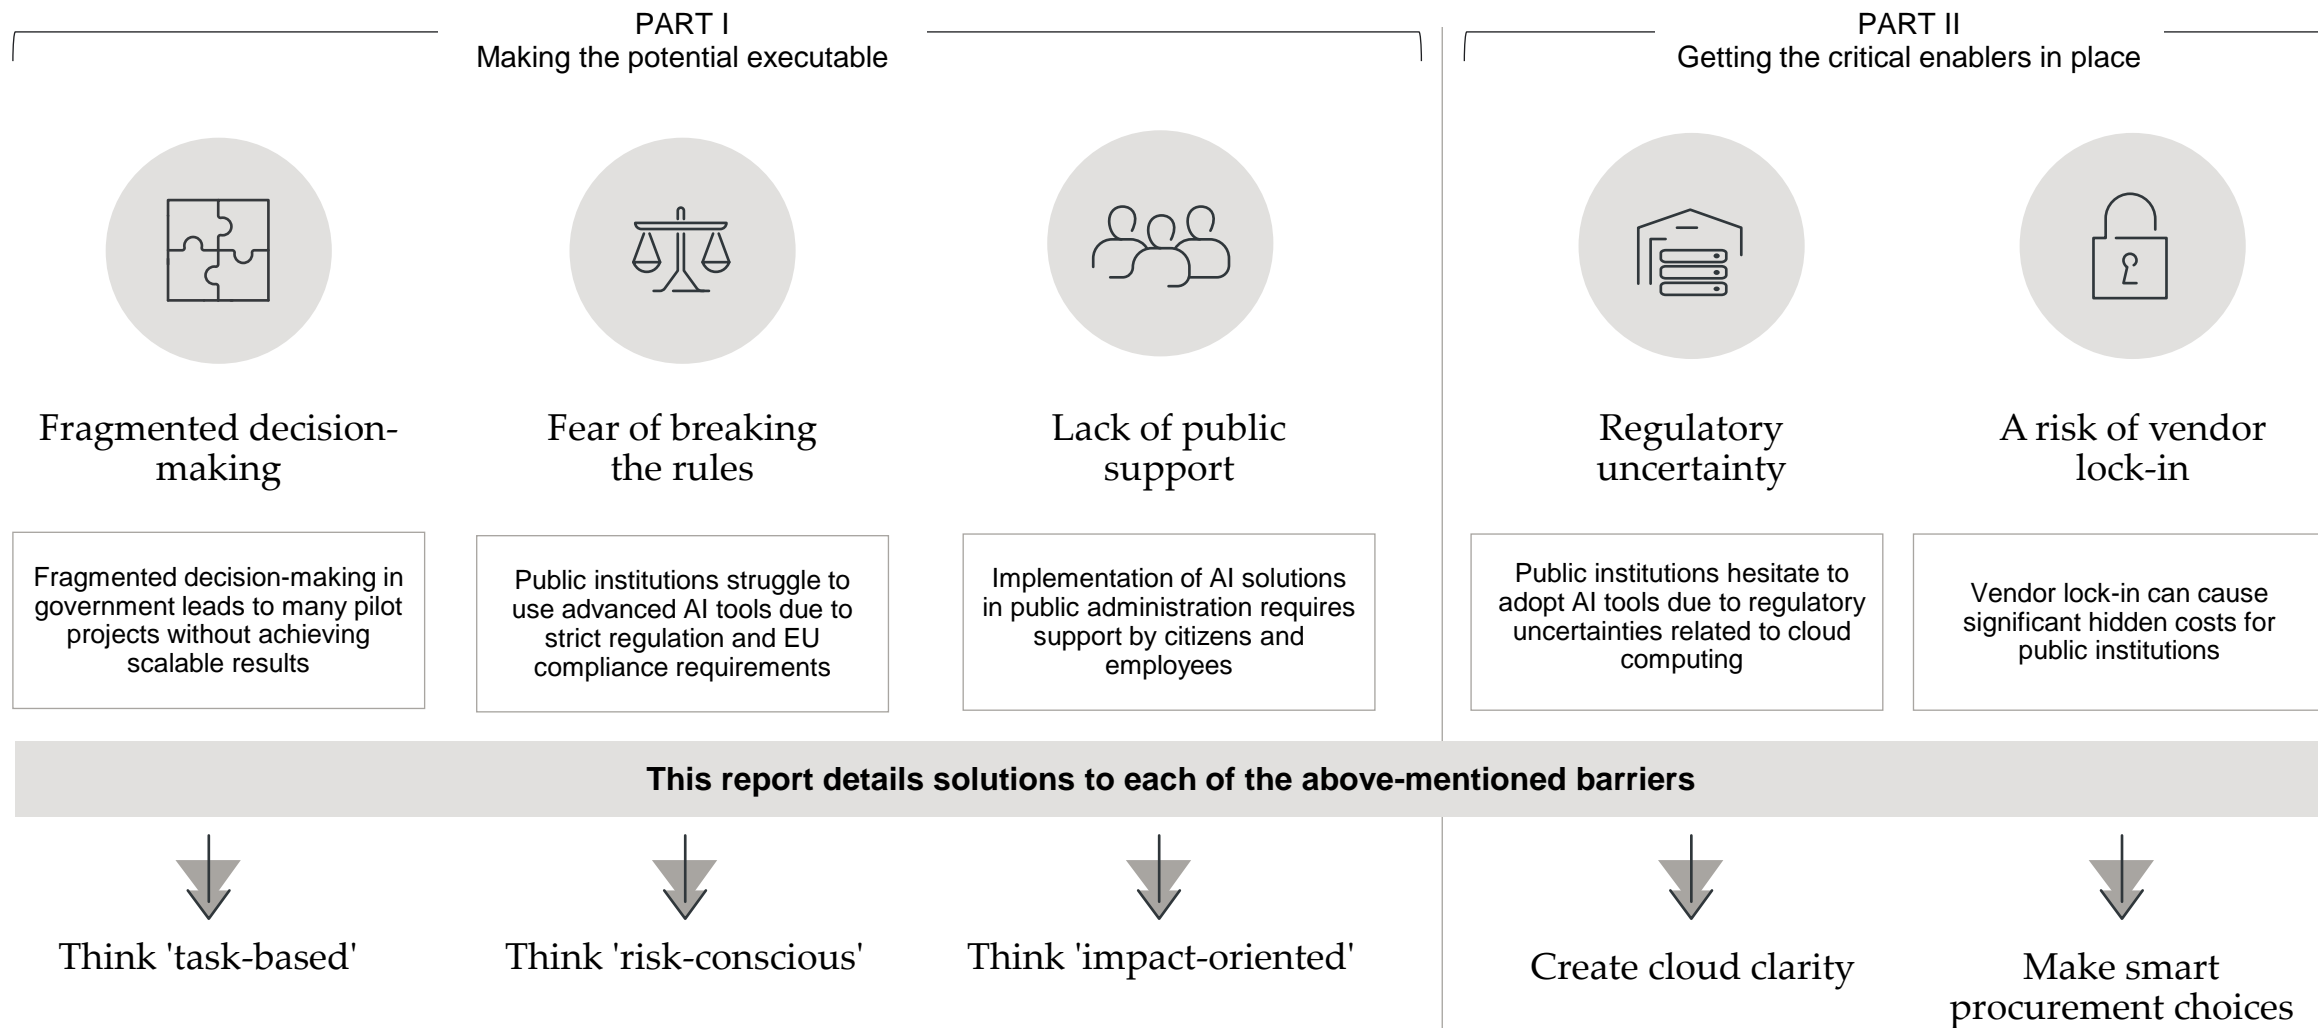 PART I
Making the potential executable
PART II
Getting the critical enablers in place
Fragmented decision-
making
Fear of breaking
the rules
Lack of public
support
Regulatory
uncertainty
A risk of vendor
lock-in
Fragmented decision-making in
government leads to many pilot
projects without achieving
scalable results
Public institutions struggle to
use advanced AI tools due to
strict regulation and EU
compliance requirements
Implementation of AI solutions
in public administration requires
support by citizens and
employees
Public institutions hesitate to
adopt AI tools due to regulatory
uncertainties related to cloud
computing
Vendor lock-in can cause
significant hidden costs for
public institutions
This report details solutions to each of the above-mentioned barriers
Think 'task-based'
Think 'risk-conscious'
Think 'impact-oriented'
Create cloud clarity
Make smart
procurement choices